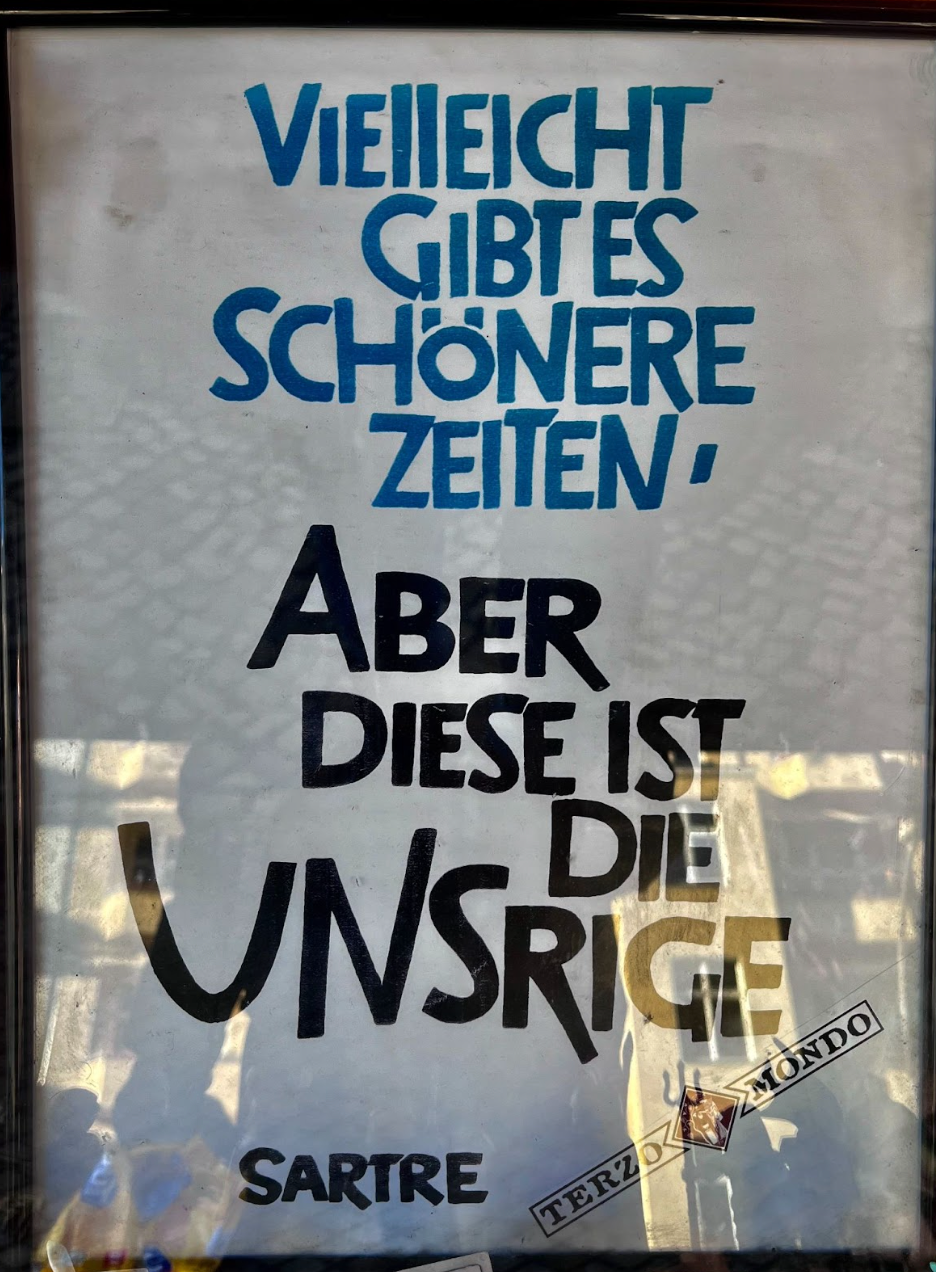 VIELLEICHT
GIBT ES
SCHÖNERE
ZEITEN,
ABER
DIESE IST
DIE
UNSRIGE
SARTRE
TERZO MONDO